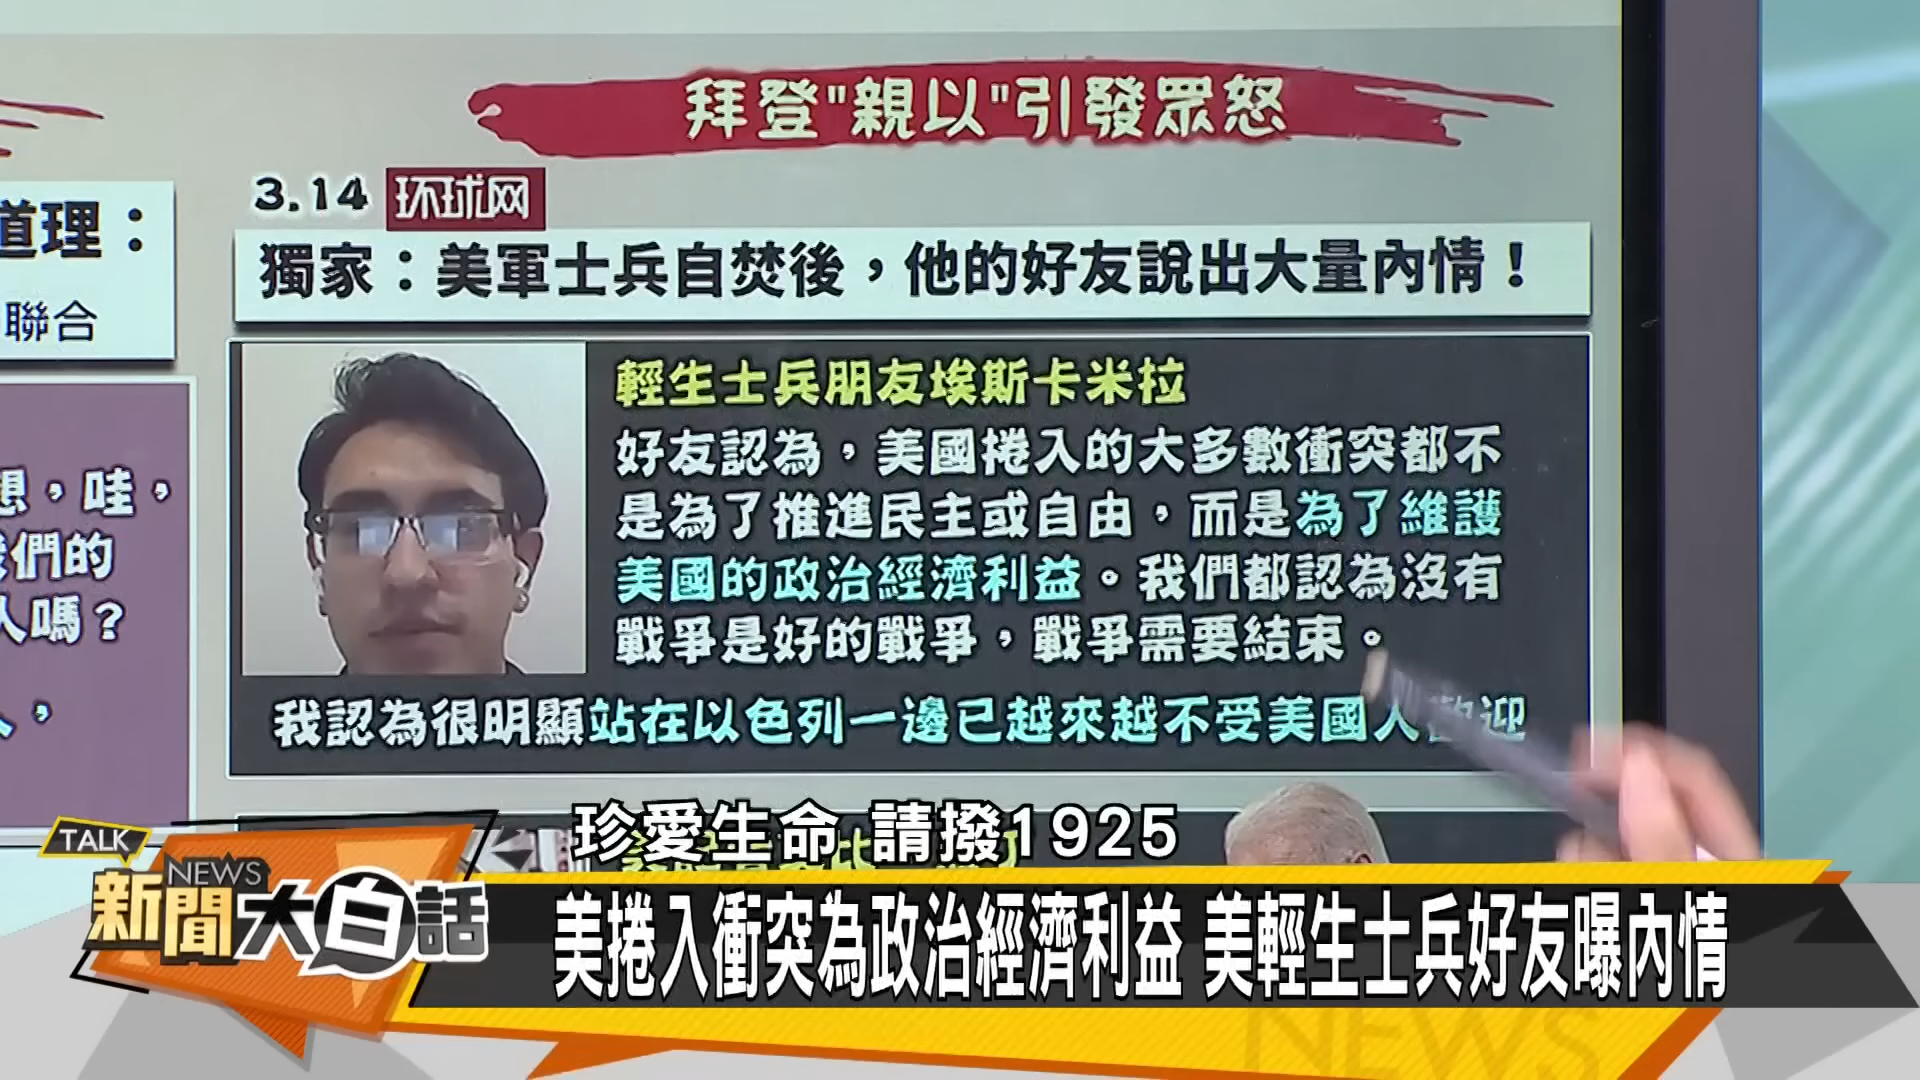 拜登"親以"引發眾怒
3.14 环球网
獨家：美軍士兵自焚後，他的好友說出大量內情！
道理：
聯合
想，哇，
我們的
人嗎？
輕生士兵朋友埃斯卡米拉
好友認為，美國捲入的大多數衝突都不
是為了推進民主或自由，而是為了維護
美國的政治經濟利益。我們都認為沒有
戰爭是好的戰爭，戰爭需要結束。
我認為很明顯站在以色列一邊已越來越不受美國人歡迎
珍愛生命 請撥1925
TALK
NEWS
新聞大白話
美捲入衝突為政治經濟利益 美輕生士兵好友曝內情
NEWS